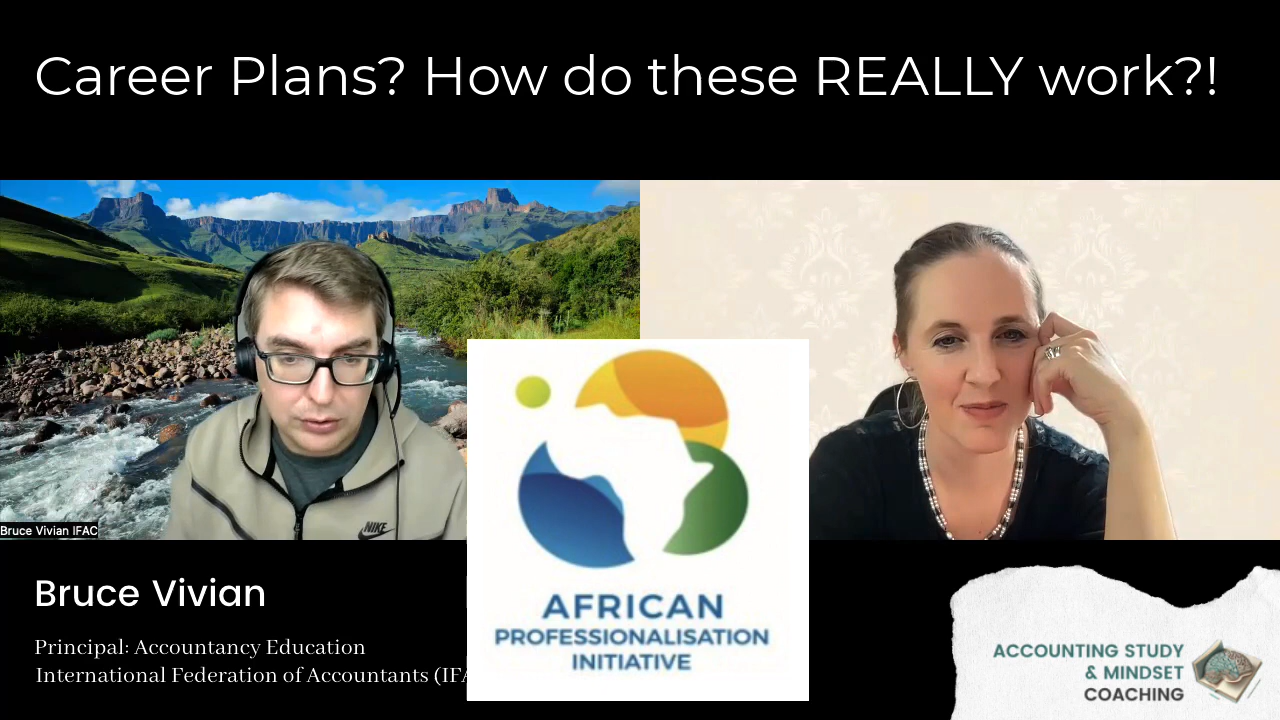 Career Plans? How do these REALLY work?!
NIKE
Bruce Vivian IFAC
Bruce Vivian
Principal: Accountancy Education
International Federation of Accountants (IFA
AFRICAN
PROFESSIONALISATION
INITIATIVE
ACCOUNTING STUDY
& MINDSET
COACHING